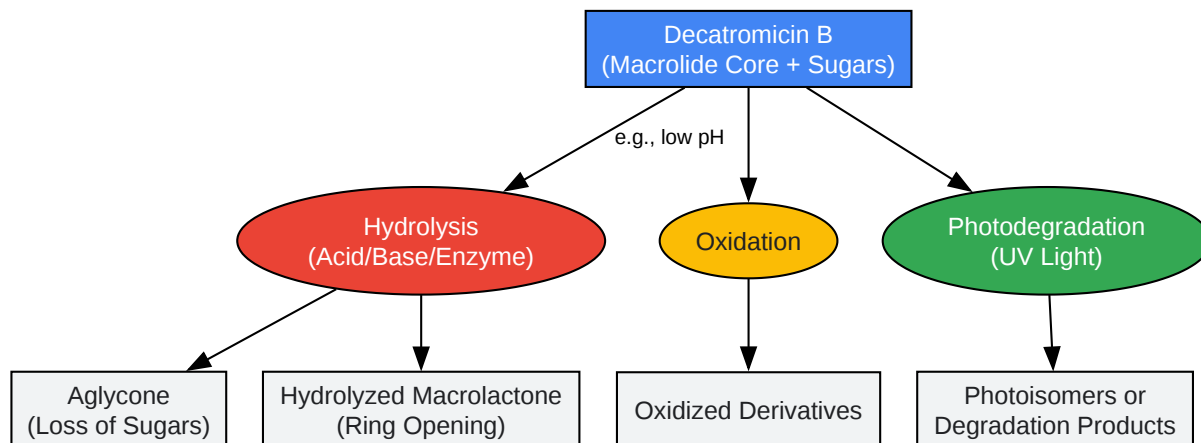 Decatromicin B
(Macrolide Core + Sugars)
e.g., low pH
Hydrolysis
(Acid/Base/Enzyme)
Oxidation
Photodegradation
(UV Light)
Aglycone
(Loss of Sugars)
Hydrolyzed Macrolactone
(Ring Opening)
Oxidized Derivatives
Photoisomers or
Degradation Products